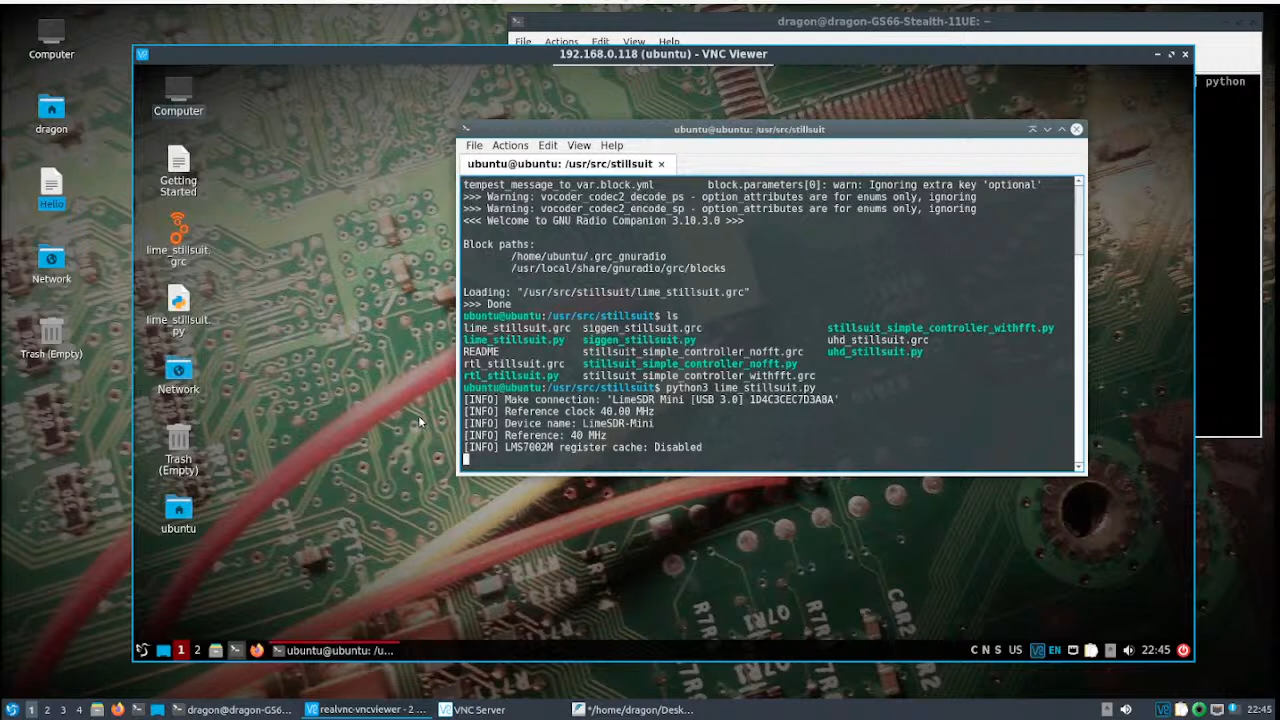 dragon@dragon-GS66-Stealth-11UE: ~
File Actions Edit View Help
python
Computer
dragon
Hello
Network
Trash (Empty)
192.168.0.118 (ubuntu) - VNC Viewer
Computer
Getting
Started
lime_stillsuit.
grc
lime_stillsuit.
py
Network
Trash
(Empty)
ubuntu
ubuntu@ubuntu: /usr/src/stillsuit
File Actions Edit View Help
ubuntu@ubuntu: /usr/src/stillsuit
tempest_message_to_var.block.yml block.parameters[0]: warn: Ignoring extra key 'optional'
>>> Warning: vocoder_codec2_decode_ps - option_attributes are for enums only, ignoring
>>> Warning: vocoder_codec2_encode_sp - option_attributes are for enums only, ignoring
<<< Welcome to GNU Radio Companion 3.10.3.0 >>>
Block paths:
/home/ubuntu/.grc_gnuradio
/usr/local/share/gnuradio/grc/blocks
Loading: "/usr/src/stillsuit/lime_stillsuit.grc"
>>> Done
ubuntu@ubuntu:/usr/src/stillsuit$ ls
lime_stillsuit.grc siggen_stillsuit.grc stillsuit_simple_controller_withfft.py
lime_stillsuit.py siggen_stillsuit.py uhd_stillsuit.grc
README stillsuit_simple_controller_nofft.grc uhd_stillsuit.py
rtl_stillsuit.grc stillsuit_simple_controller_nofft.py
rtl_stillsuit.py stillsuit_simple_controller_withfft.grc
ubuntu@ubuntu:/usr/src/stillsuit$ python3 lime_stillsuit.py
[INFO] Make connection: 'LimeSDR Mini [USB 3.0] 1D4C3CEC7D3A8A'
[INFO] Reference clock 40.00 MHz
[INFO] Device name: LimeSDR-Mini
[INFO] Reference: 40 MHz
[INFO] LMS7002M register cache: Disabled
1 2 ubuntu@ubuntu: /u... C N S US EN 22:45
1 2 3 4 dragon@dragon-GS6... realvnc-vncviewer - 2 ... VNC Server */home/dragon/Desk... 22:45